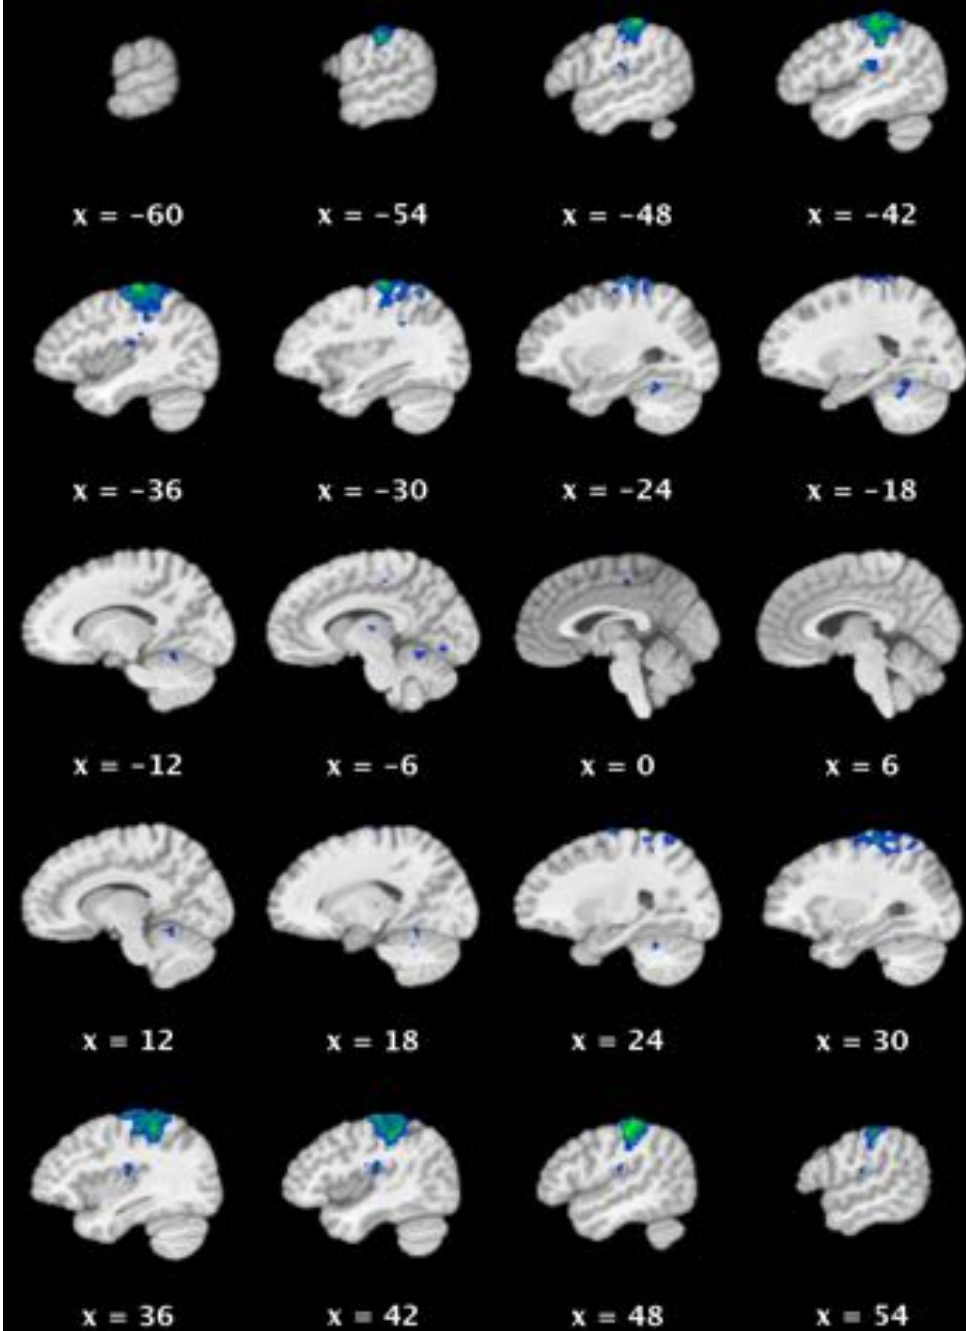 x = -60 x = -54 x = -48 x = -42
x = -36 x = -30 x = -24 x = -18
x = -12 x = -6 x = 0 x = 6
x = 12 x = 18 x = 24 x = 30
x = 36 x = 42 x = 48 x = 54